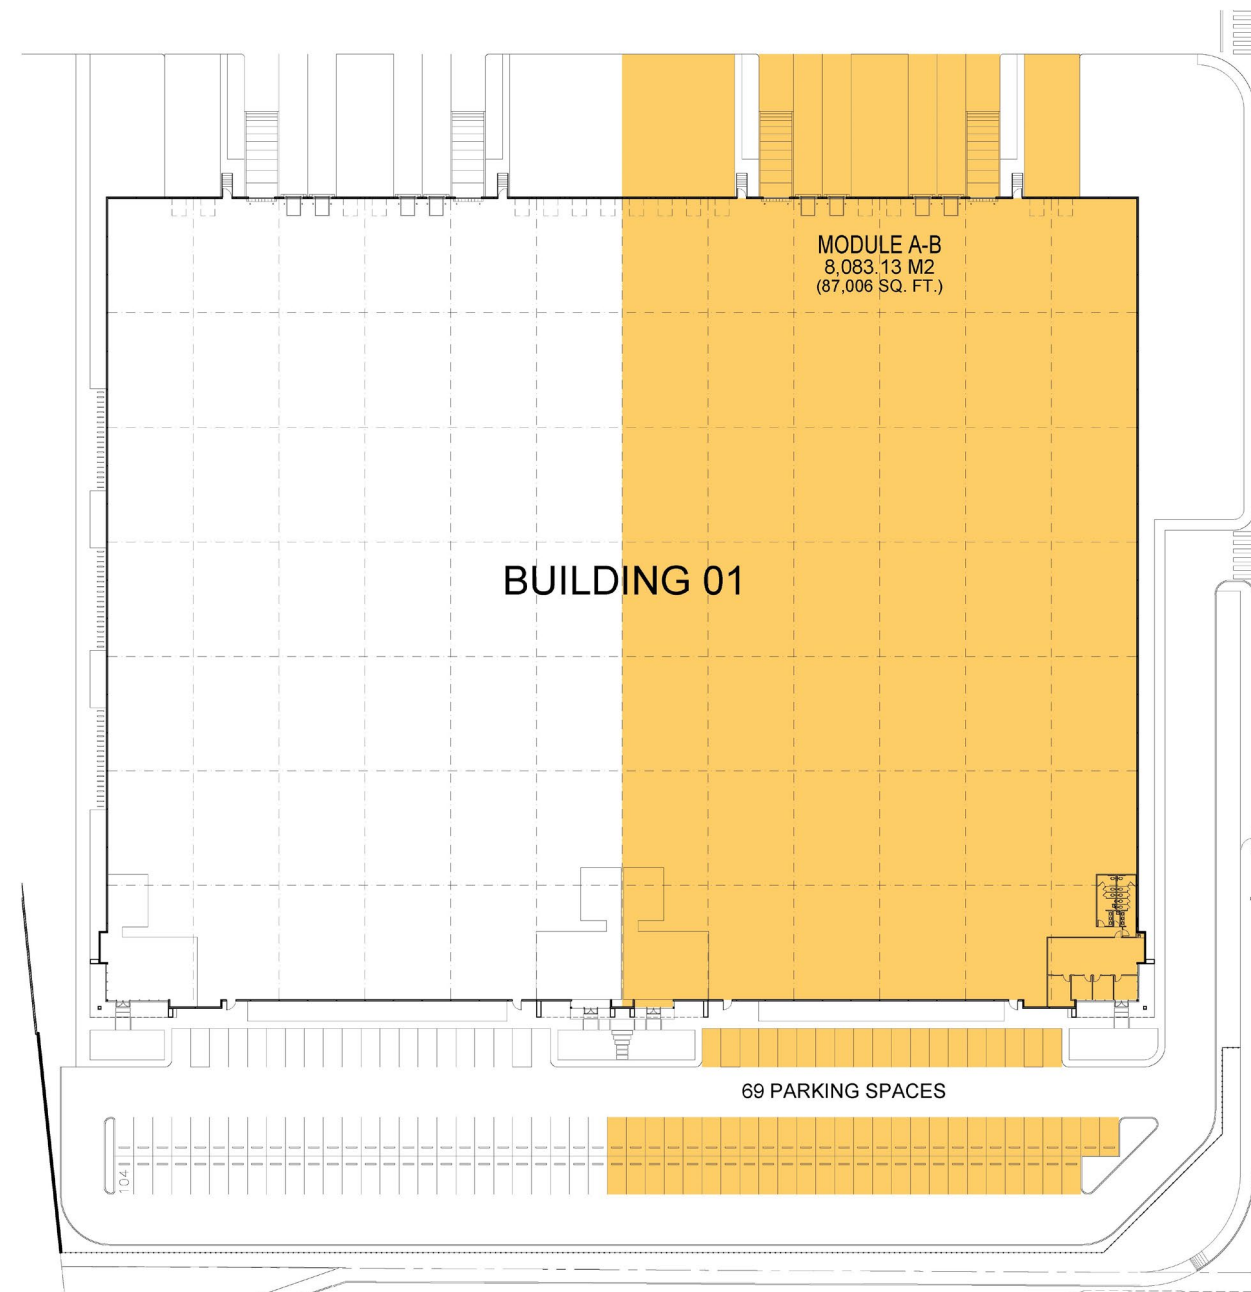 MODULE A-B
8,083.13 M2
(87,006 SQ. FT.)
BUILDING 01
69 PARKING SPACES
104